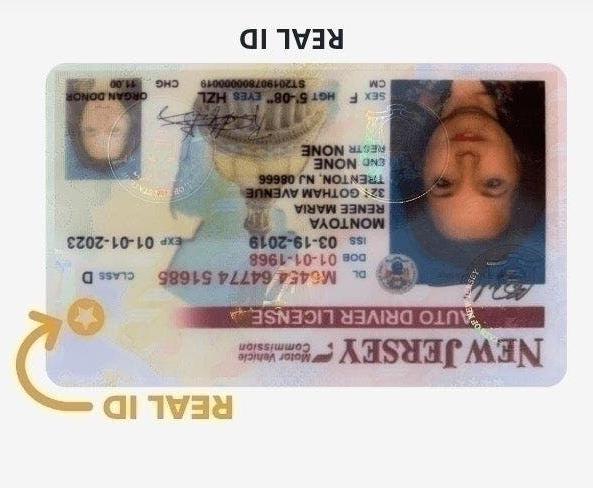 REAL ID
NEW JERSEY Motor Vehicle
Commission
AUTO DRIVER LICENSE
DL M6454 64774 51685 CLASS D
DOB 01-01-1968
ISS 03-19-2019 EXP 01-01-2023
MONTOYA
RENEE MARIA
321 GOTHAM AVENUE
TRENTON, NJ 08666
END NONE
RESTR NONE
SEX F HGT 5'-08" EYES HZL ORGAN DONOR
CM CHG 11.00
REAL ID